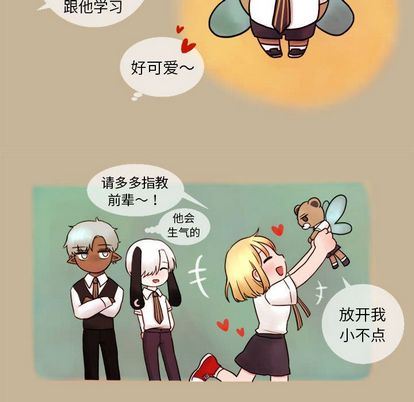 跟他学习
好可爱～
请多多指教
前辈～！
他会
生气的
放开我
小不点